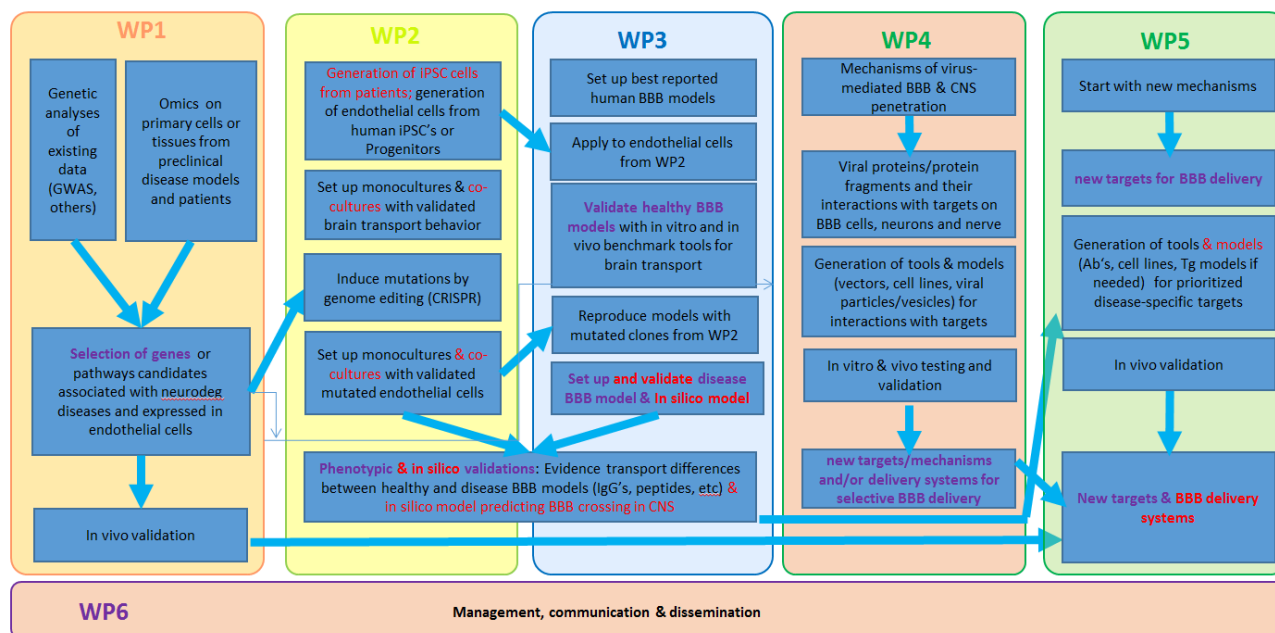 WP1
Genetic
analyses of
existing data
(GWAS,
others)
Omics on
primary cells or
tissues from
preclinical
disease models
and patients
Selection of genes or
pathways candidates
associated with neurodeg
diseases and expressed in
endothelial cells
In vivo validation
WP2
Generation of iPSC cells
from patients; generation
of endothelial cells from
human iPSC's or
Progenitors
Set up monocultures & co-
cultures with validated
brain transport behavior
Induce mutations by
genome editing (CRISPR)
Set up monocultures & co-
cultures with validated
mutated endothelial cells
WP3
Set up best reported
human BBB models
Apply to endothelial cells
from WP2
Validate healthy BBB
models with in vitro and in
vivo benchmark tools for
brain transport
Reproduce models with
mutated clones from WP2
Set up and validate disease
BBB model & In silico model
Phenotypic & in silico validations: Evidence transport differences
between healthy and disease BBB models (IgG's, peptides, etc) &
in silico model predicting BBB crossing in CNS
WP4
Mechanisms of virus-
mediated BBB & CNS
penetration
Viral proteins/protein
fragments and their
interactions with targets on
BBB cells, neurons and nerve
Generation of tools & models
(vectors, cell lines, viral
particles/vesicles) for
interactions with targets
In vitro & vivo testing and
validation
new targets/mechanisms
and/or delivery systems for
selective BBB delivery
WP5
Start with new mechanisms
new targets for BBB delivery
Generation of tools & models
(Ab's, cell lines, Tg models if
needed) for prioritized
disease-specific targets
In vivo validation
New targets & BBB delivery
systems
WP6
Management, communication & dissemination